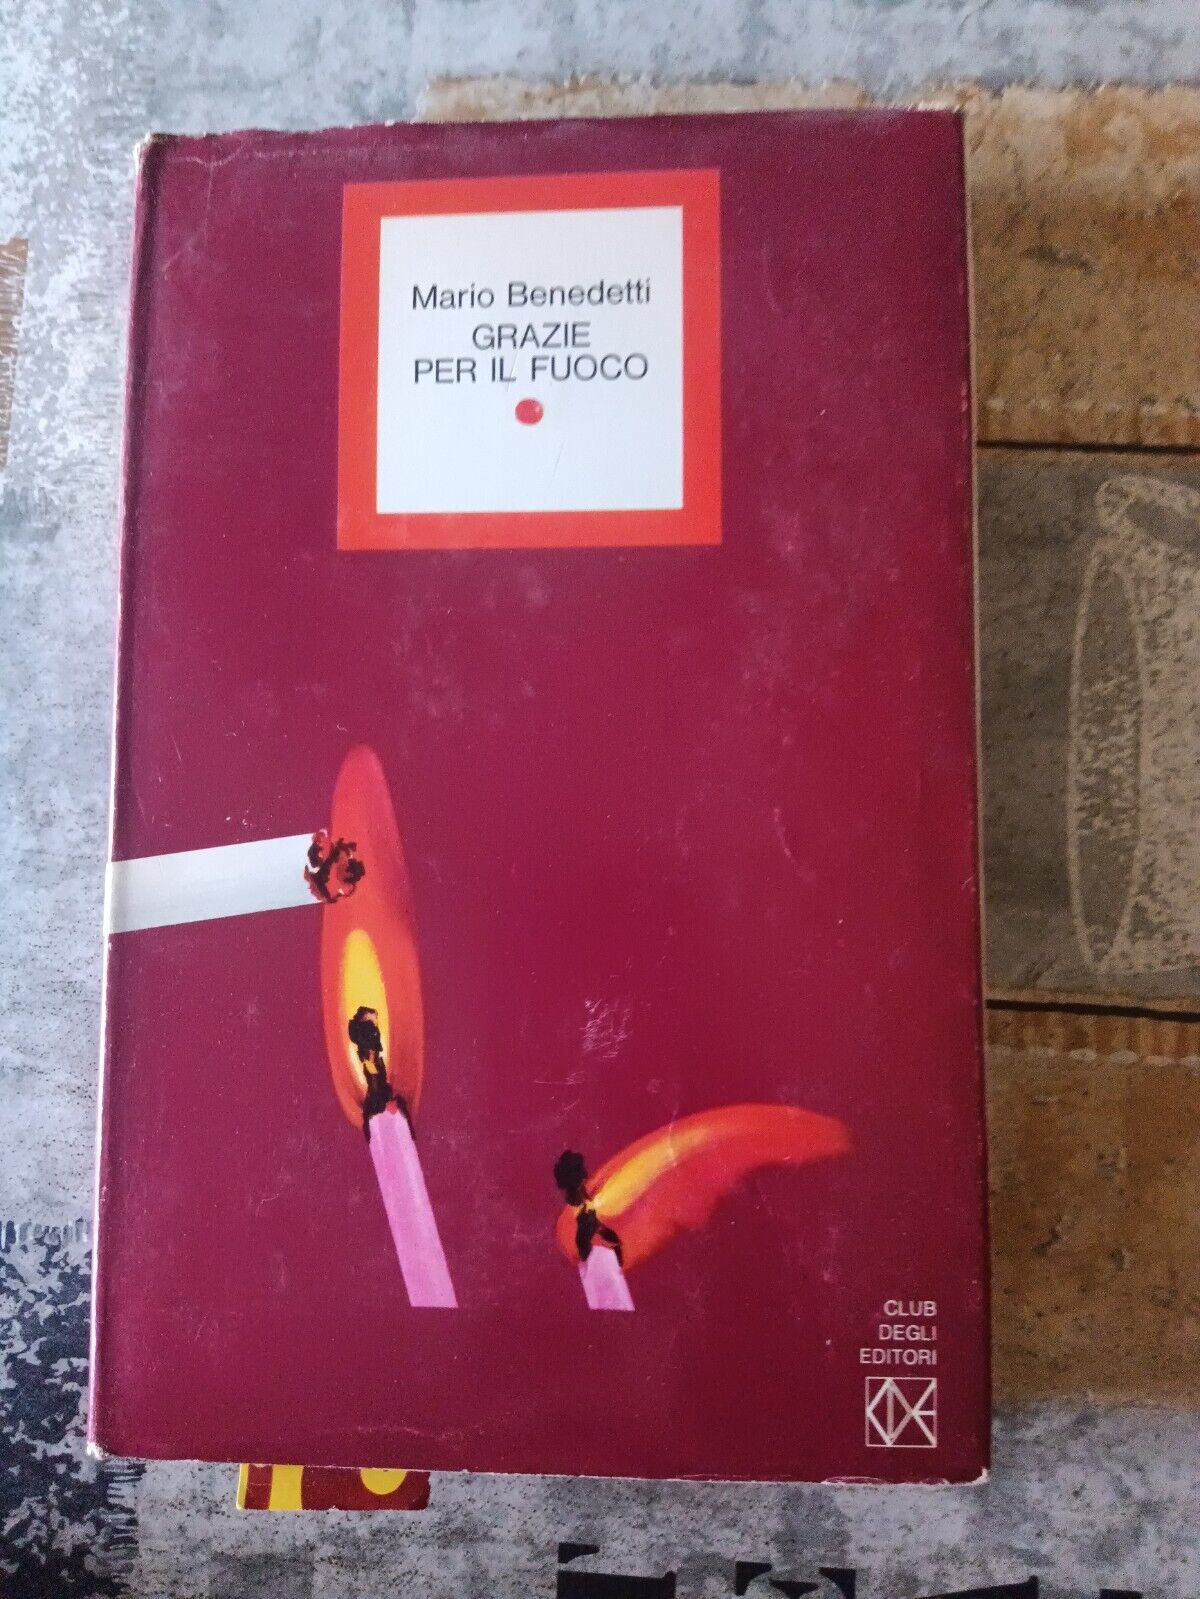 Mario Benedetti
GRAZIE
PER IL FUOCO
CLUB
DEGLI
EDITORI